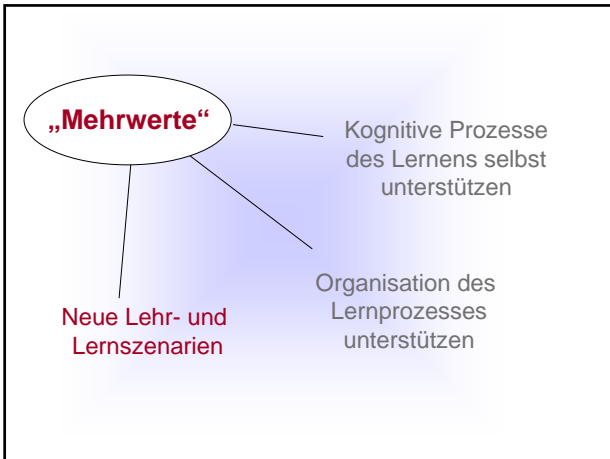 „Mehrwerte“
Kognitive Prozesse
des Lernens selbst
unterstützen
Organisation des
Lernprozesses
unterstützen
Neue Lehr- und
Lernszenarien